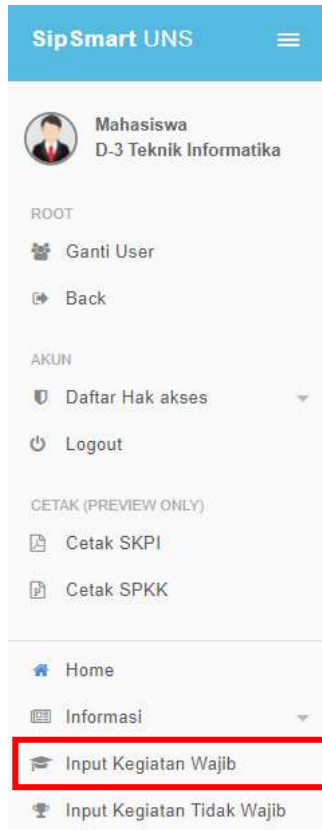 SipSmart UNS
Mahasiswa
D-3 Teknik Informatika
ROOT
Ganti User
Back
AKUN
Daftar Hak akses
Logout
CETAK (PREVIEW ONLY)
Cetak SKPI
Cetak SPKK
Home
Informasi
Input Kegiatan Wajib
Input Kegiatan Tidak Wajib